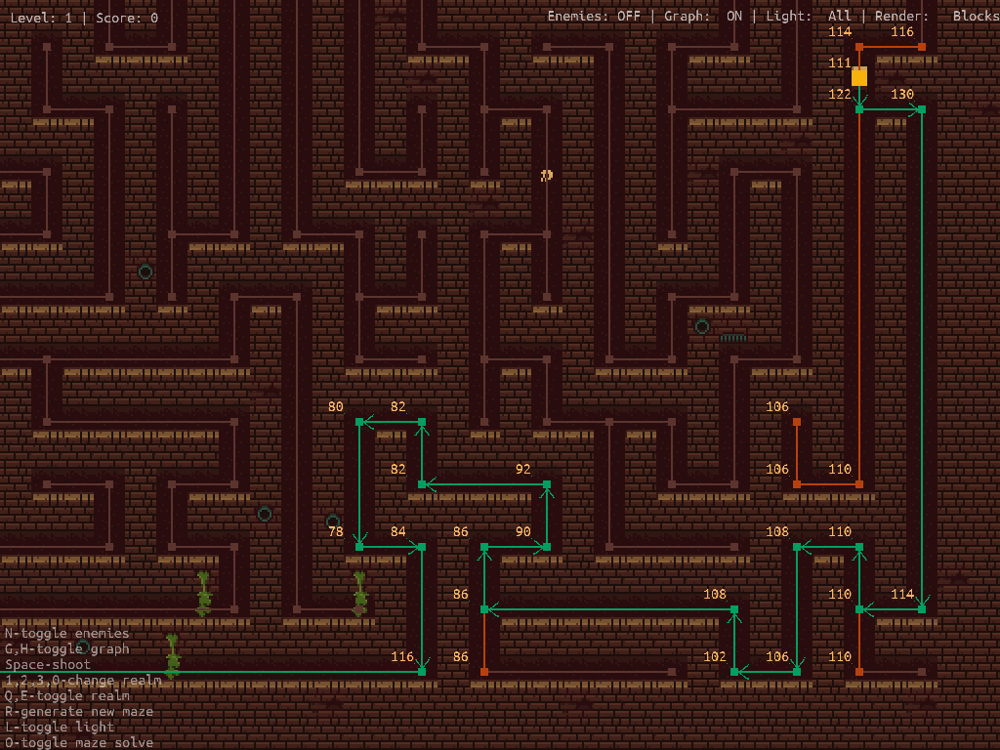 Level: 1 | Score: 0
Enemies: OFF | Graph: ON | Light: All | Render: Blocks
114 116
111
122 130
80 82 106
82 92 106 110
78 84 86 90 108 110
86 108 110 114
116 86 102 106 110
N-toggle enemies
G,H-toggle graph
Space-shoot
1,2,3,0-change realm
Q,E-toggle realm
R-generate new maze
L-toggle light
O-toggle maze solve